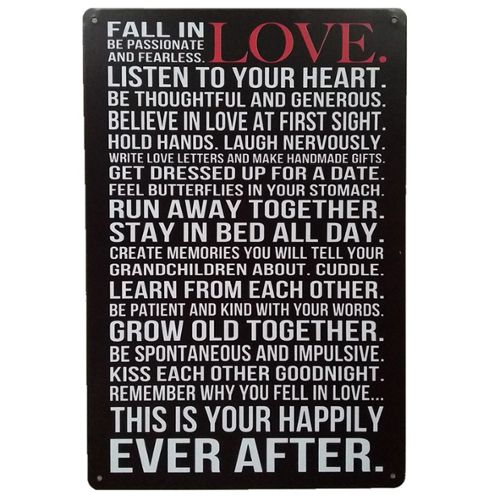 FALL IN LOVE.
BE PASSIONATE
AND FEARLESS.
LISTEN TO YOUR HEART.
BE THOUGHTFUL AND GENEROUS.
BELIEVE IN LOVE AT FIRST SIGHT.
HOLD HANDS. LAUGH NERVOUSLY.
WRITE LOVE LETTERS AND MAKE HANDMADE GIFTS.
GET DRESSED UP FOR A DATE.
FEEL BUTTERFLIES IN YOUR STOMACH.
RUN AWAY TOGETHER.
STAY IN BED ALL DAY.
CREATE MEMORIES YOU WILL TELL YOUR
GRANDCHILDREN ABOUT. CUDDLE.
LEARN FROM EACH OTHER.
BE PATIENT AND KIND WITH YOUR WORDS.
GROW OLD TOGETHER.
BE SPONTANEOUS AND IMPULSIVE.
KISS EACH OTHER GOODNIGHT.
REMEMBER WHY YOU FELL IN LOVE...
THIS IS YOUR HAPPILY
EVER AFTER.